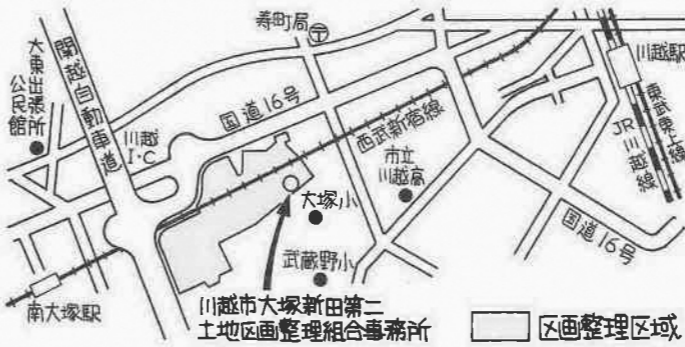 寿町局
川越駅
大東出張所
公民館
関越自動車道
川越
I・C
国道16号
西武新宿線
市立
川越高
東武東上線
JR川越線
大塚小
国道16号
武蔵野小
南大塚駅
川越市大塚新田第二
土地区画整理組合事務所
区画整理区域